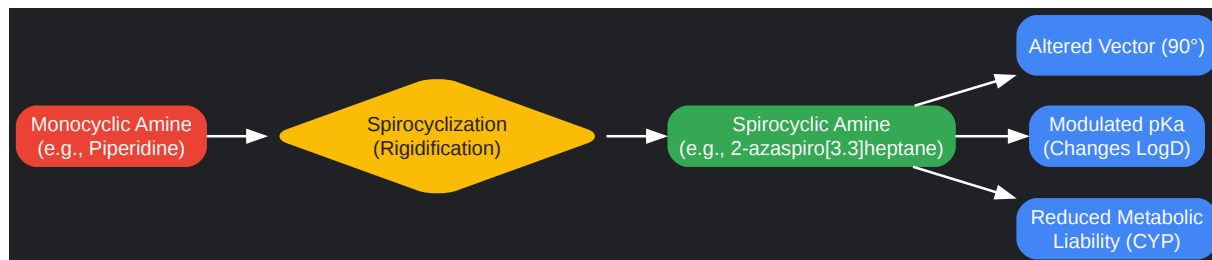 Monocyclic Amine
(e.g., Piperidine)
Spirocyclization
(Rigidification)
Spirocyclic Amine
(e.g., 2-azaspiro[3.3]heptane)
Altered Vector (90°)
Modulated pKa
(Changes LogD)
Reduced Metabolic
Liability (CYP)